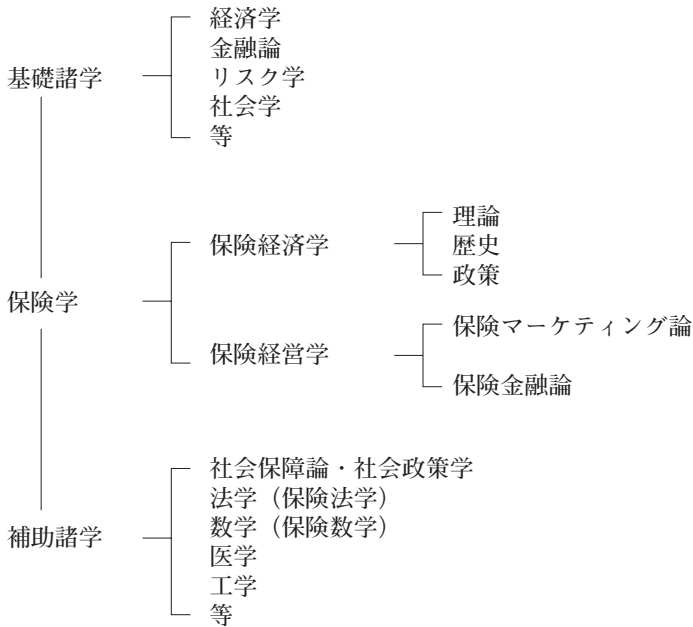 基礎諸学
経済学
金融論
リスク学
社会学
等
保険学
保険経済学
理論
歴史
政策
保険経営学
保険マーケティング論
保険金融論
補助諸学
社会保障論・社会政策学
法学（保険法学）
数学（保険数学）
医学
工学
等